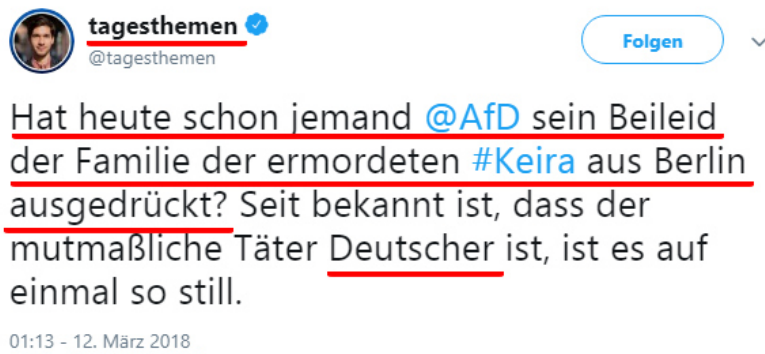 tagesthemen
@tagesthemen
Folgen
Hat heute schon jemand @AfD sein Beileid
der Familie der ermordeten #Keira aus Berlin
ausgedrückt? Seit bekannt ist, dass der
mutmaßliche Täter Deutscher ist, ist es auf
einmal so still.
01:13 - 12. März 2018